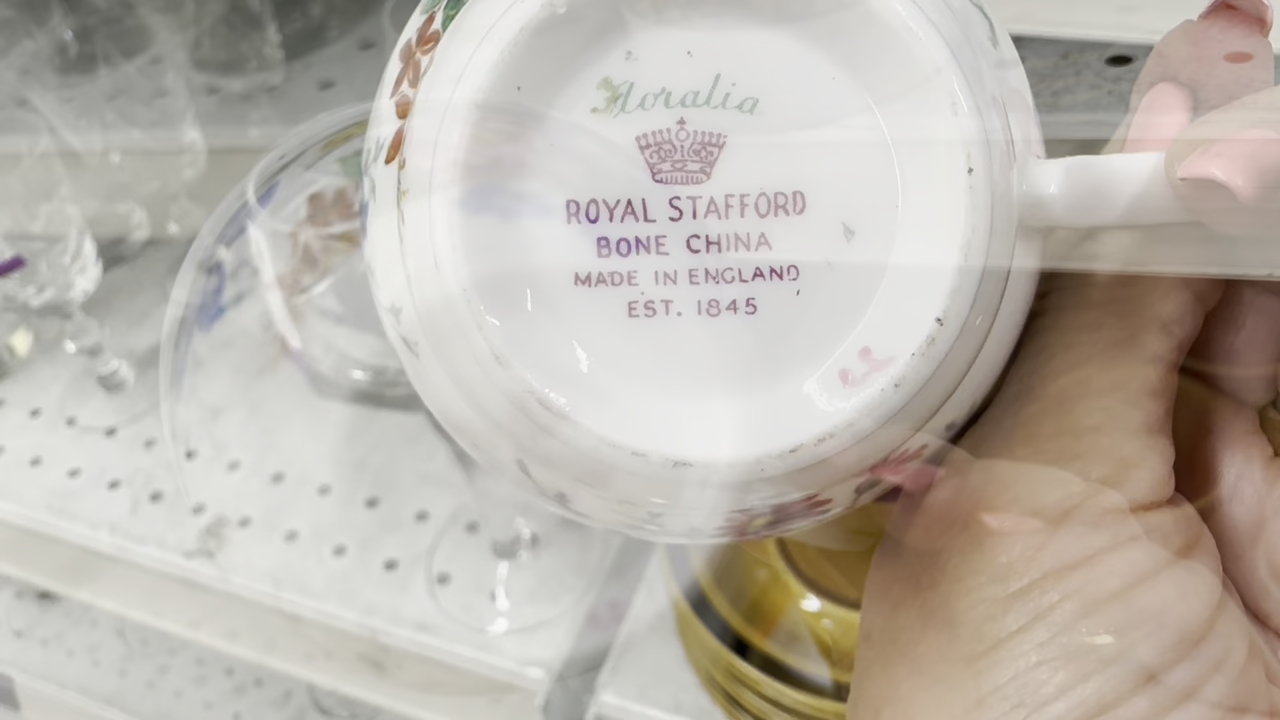 Floralia
ROYAL STAFFORD
BONE CHINA
MADE IN ENGLAND
EST. 1845